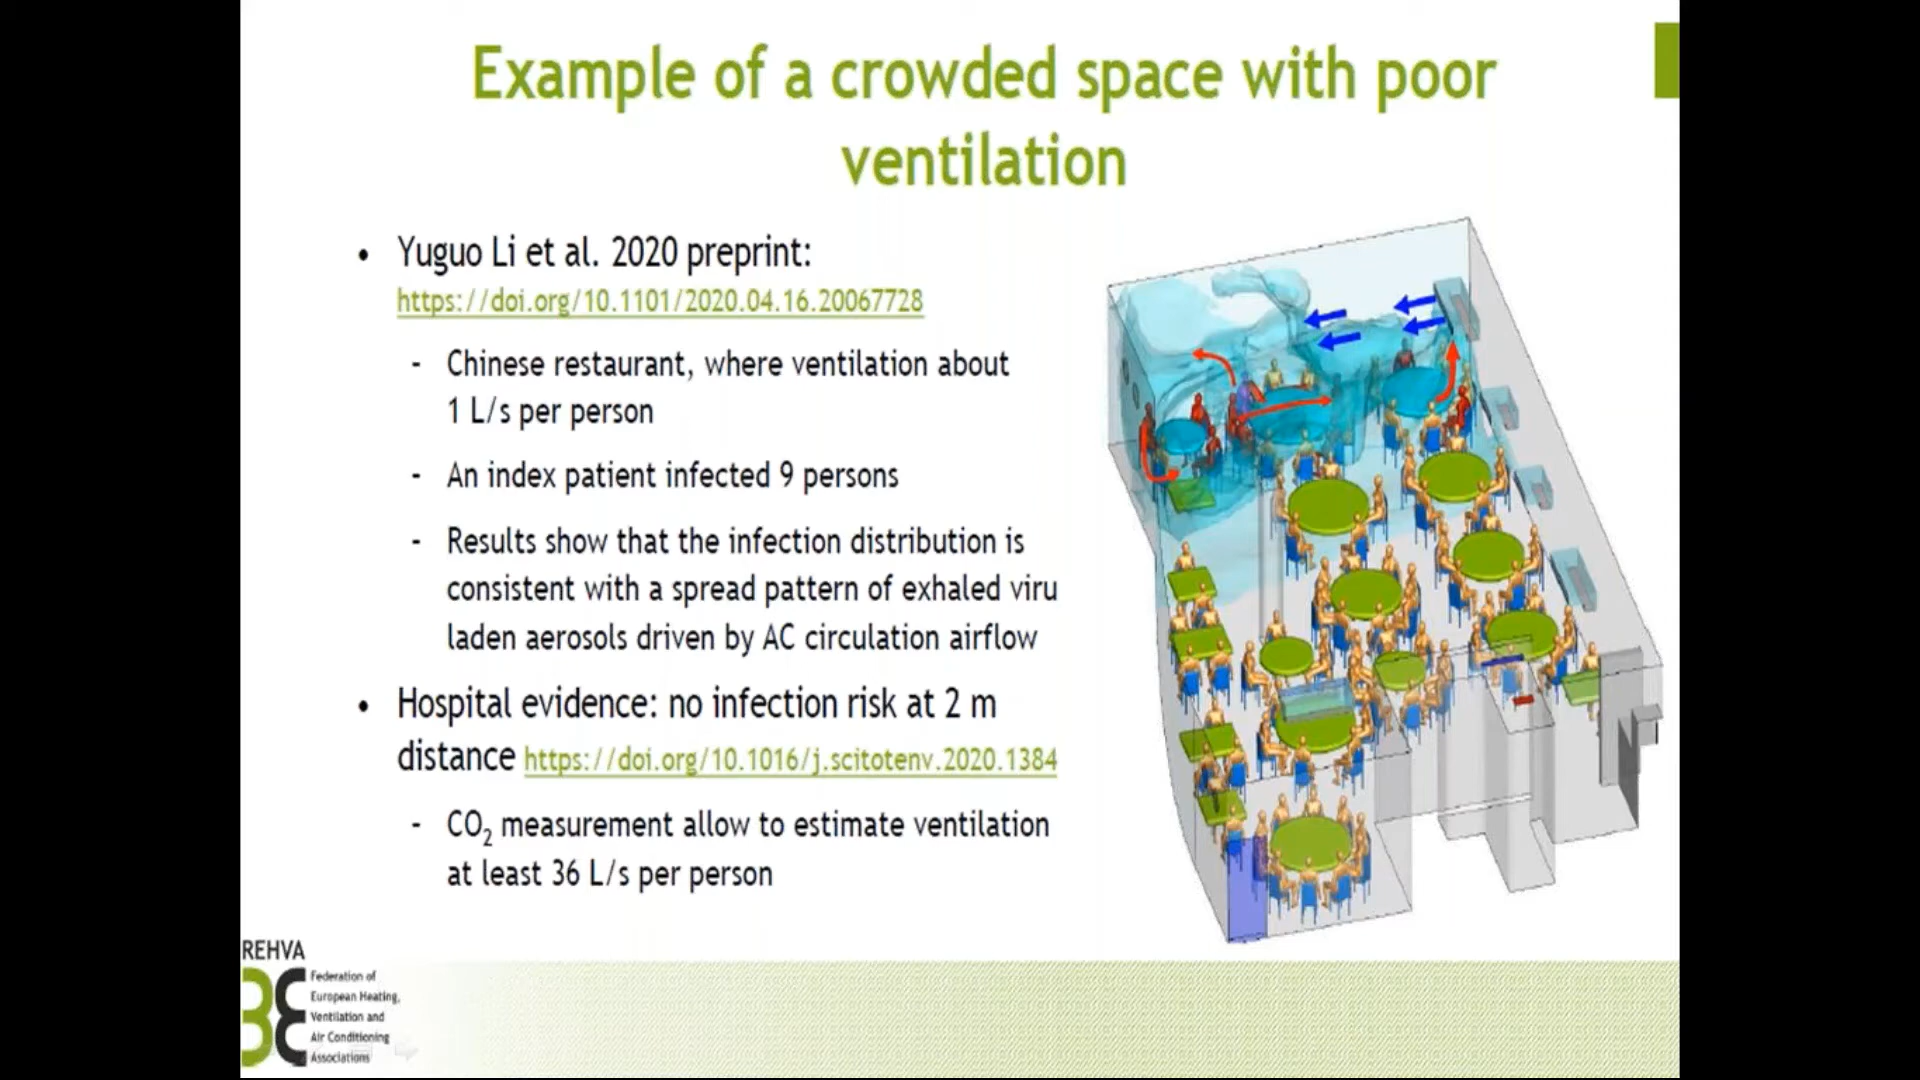 Example of a crowded space with poor
ventilation
• Yuguo Li et al. 2020 preprint:
https://doi.org/10.1101/2020.04.16.20067728
- Chinese restaurant, where ventilation about
1 L/s per person
- An index patient infected 9 persons
- Results show that the infection distribution is
consistent with a spread pattern of exhaled viru
laden aerosols driven by AC circulation airflow
• Hospital evidence: no infection risk at 2 m
distance https://doi.org/10.1016/j.scitotenv.2020.1384
- CO₂ measurement allow to estimate ventilation
at least 36 L/s per person
REHVA
Federation of
European Heating,
Ventilation and
Air Conditioning
Associations